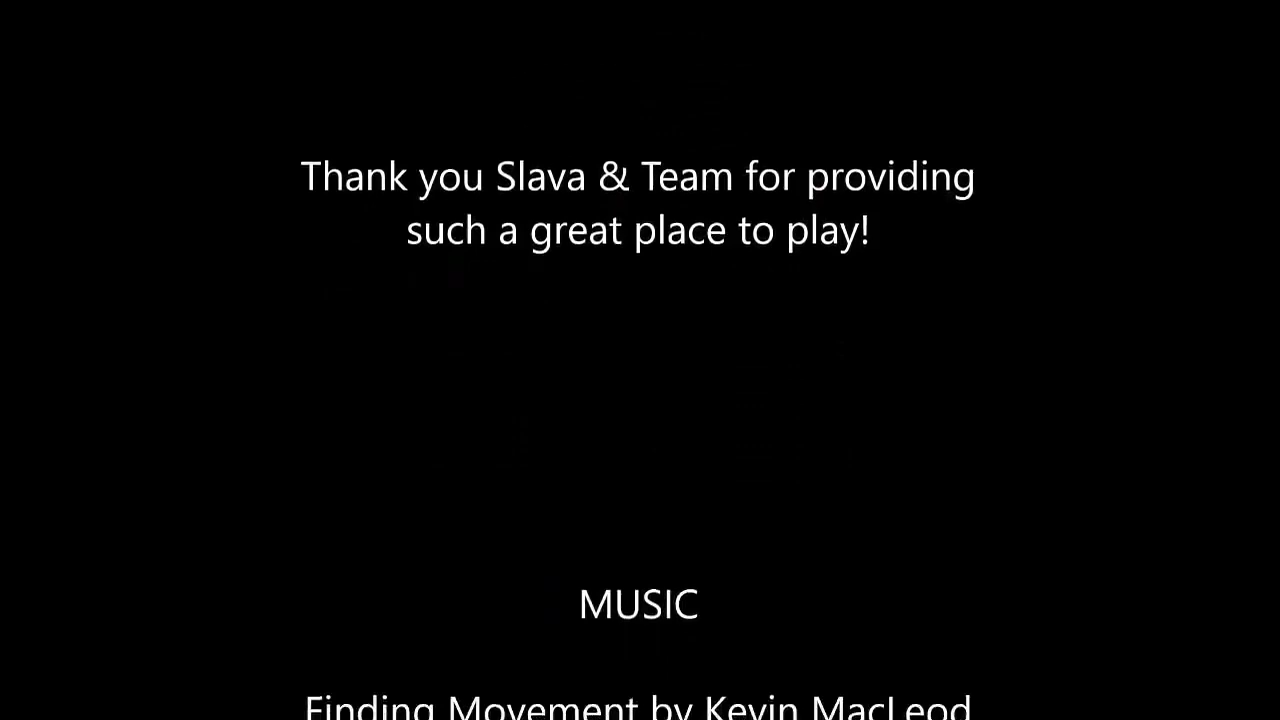 Thank you Slava & Team for providing
such a great place to play!
MUSIC
Finding Movement by Kevin MacLeod